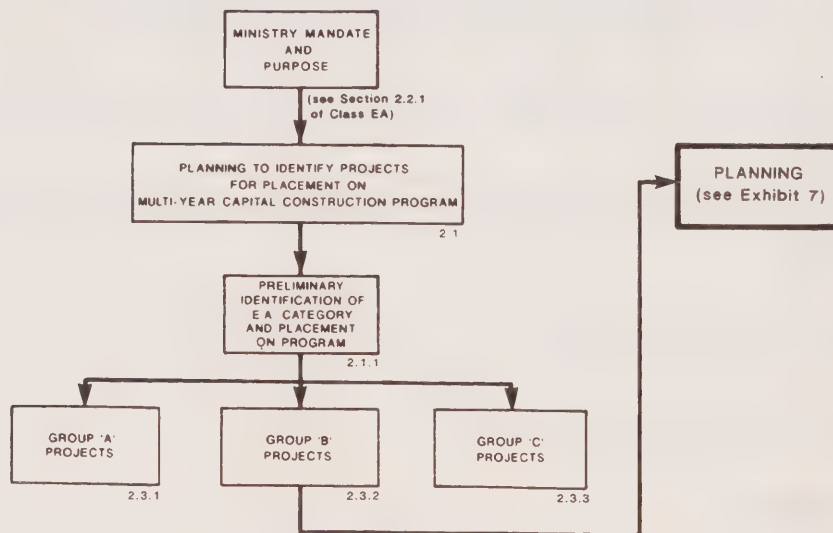 MINISTRY MANDATE
AND
PURPOSE
(see Section 2.2.1
of Class EA)
PLANNING TO IDENTIFY PROJECTS
FOR PLACEMENT ON
MULTI-YEAR CAPITAL CONSTRUCTION PROGRAM
2.1
PRELIMINARY
IDENTIFICATION OF
E A CATEGORY
AND PLACEMENT
ON PROGRAM
2.1.1
GROUP 'A'
PROJECTS
2.3.1
GROUP 'B'
PROJECTS
2.3.2
GROUP 'C'
PROJECTS
2.3.3
PLANNING
(see Exhibit 7)